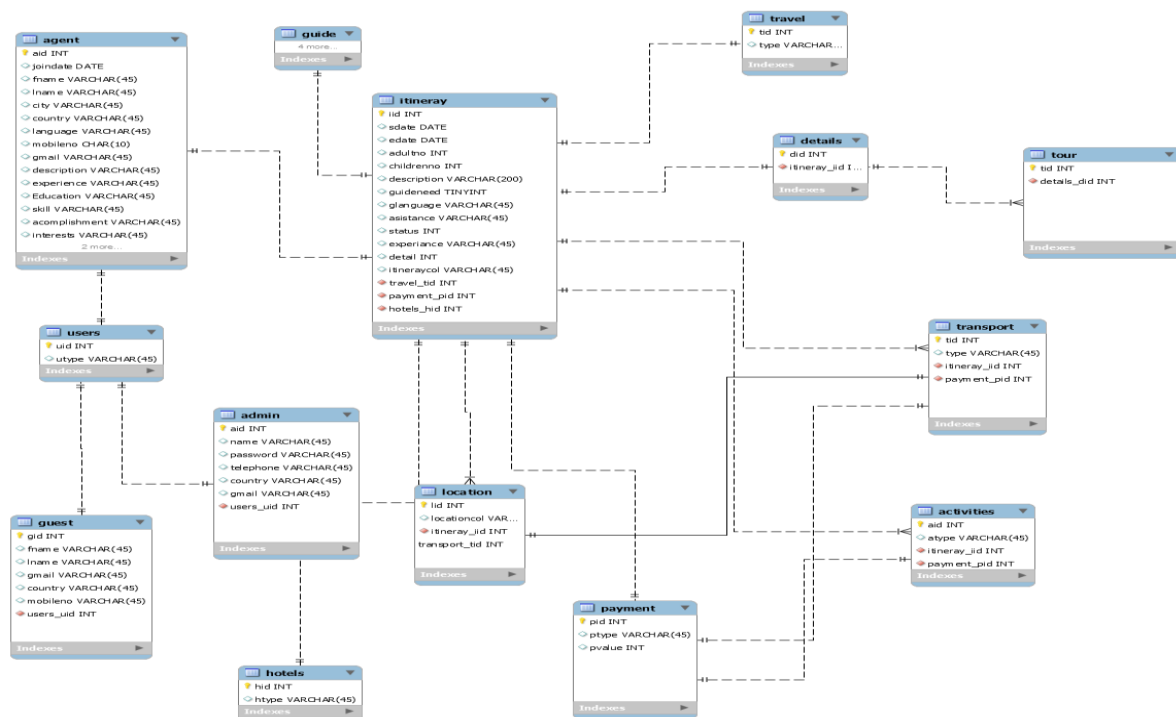 agent
aid INT
joindate DATE
fname VARCHAR(45)
lname VARCHAR(45)
city VARCHAR(45)
country VARCHAR(45)
language VARCHAR(45)
mobileno CHAR(10)
gmail VARCHAR(45)
description VARCHAR(45)
experience VARCHAR(45)
Education VARCHAR(45)
skill VARCHAR(45)
acomplishment VARCHAR(45)
interests VARCHAR(45)
2 more...
Indexes
guide
4 more...
Indexes
travel
tid INT
type VARCHAR...
Indexes
itineray
iid INT
sdate DATE
edate DATE
adultno INT
childrenno INT
description VARCHAR(200)
guideneed TINYINT
glanguage VARCHAR(45)
asistance VARCHAR(45)
status INT
experiance VARCHAR(45)
detail INT
itineraycol VARCHAR(45)
travel_tid INT
payment_pid INT
hotels_hid INT
Indexes
details
did INT
itineray_iid I...
Indexes
tour
tid INT
details_did INT
Indexes
users
uid INT
utype VARCHAR(45)
Indexes
transport
tid INT
type VARCHAR(45)
itineray_iid INT
payment_pid INT
Indexes
admin
aid INT
name VARCHAR(45)
password VARCHAR(45)
telephone VARCHAR(45)
country VARCHAR(45)
gmail VARCHAR(45)
users_uid INT
Indexes
location
lid INT
locationcol VAR...
itineray_iid INT
transport_tid INT
Indexes
activities
aid INT
atype VARCHAR(45)
itineray_iid INT
payment_pid INT
Indexes
guest
gid INT
fname VARCHAR(45)
lname VARCHAR(45)
gmail VARCHAR(45)
country VARCHAR(45)
mobileno VARCHAR(45)
users_uid INT
Indexes
payment
pid INT
ptype VARCHAR(45)
pvalue INT
Indexes
hotels
hid INT
htype VARCHAR(45)
Indexes